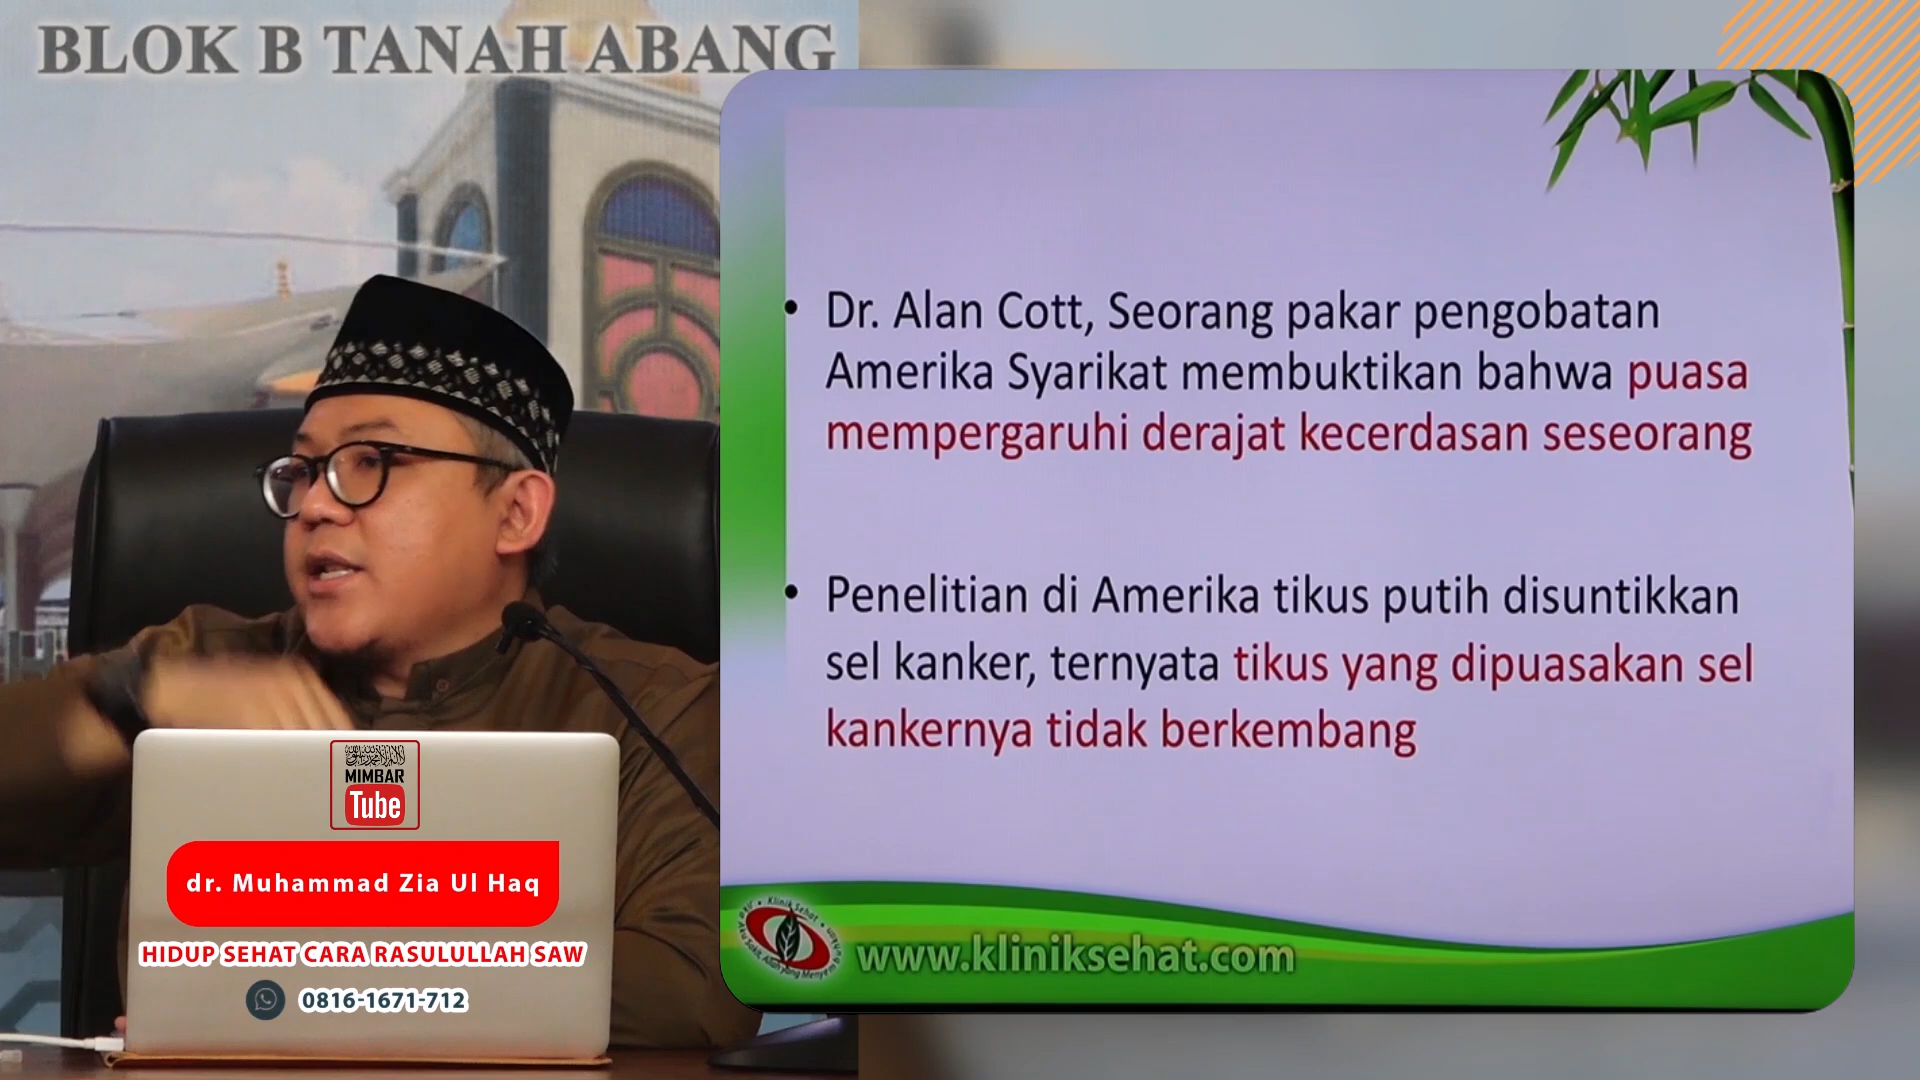 BLOK B TANAH ABANG
• Dr. Alan Cott, Seorang pakar pengobatan
Amerika Syarikat membuktikan bahwa puasa
mempergaruhi derajat kecerdasan seseorang
• Penelitian di Amerika tikus putih disuntikkan
sel kanker, ternyata tikus yang dipuasakan sel
kankernya tidak berkembang
Klinik Sehat
www.kliniksehat.com
MIMBAR
Tube
dr. Muhammad Zia Ul Haq
HIDUP SEHAT CARA RASULULLAH SAW
0816-1671-712